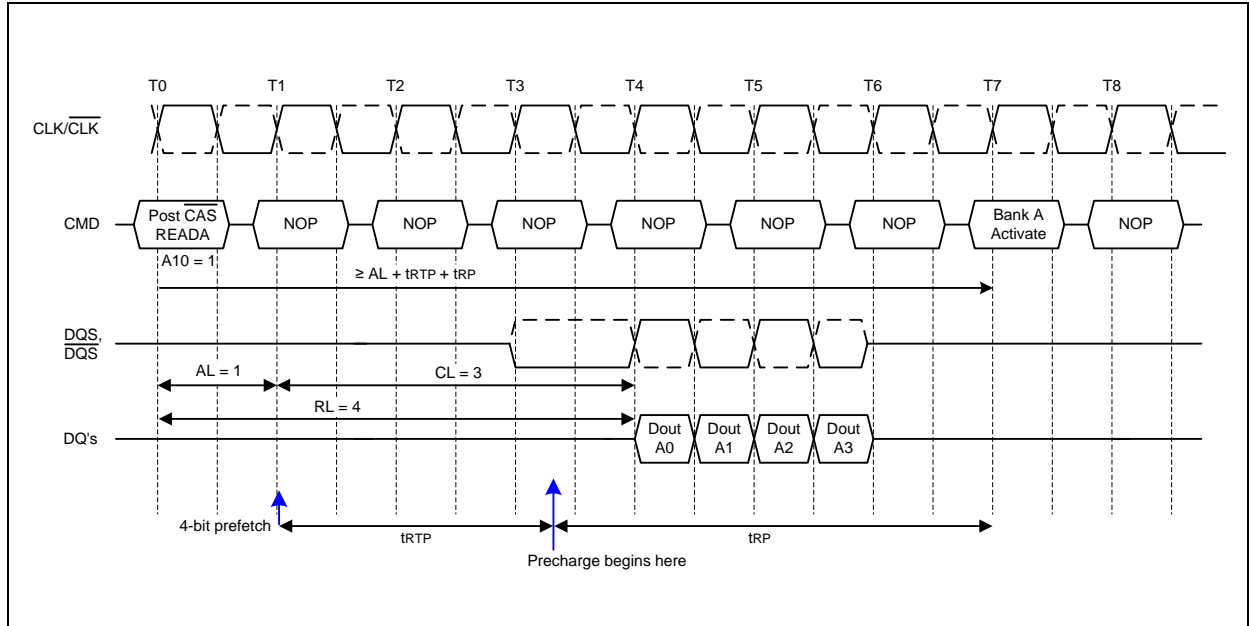 T0 T1 T2 T3 T4 T5 T6 T7 T8
CLK/CLK
CMD
Post CAS
READA
NOP NOP NOP NOP NOP NOP
Bank A
Activate
NOP
A10 = 1
≥ AL + tRTP + tRP
DQS,
DQS
AL = 1
CL = 3
RL = 4
DQ's
Dout
A0
Dout
A1
Dout
A2
Dout
A3
4-bit prefetch
tRTP
tRP
Precharge begins here